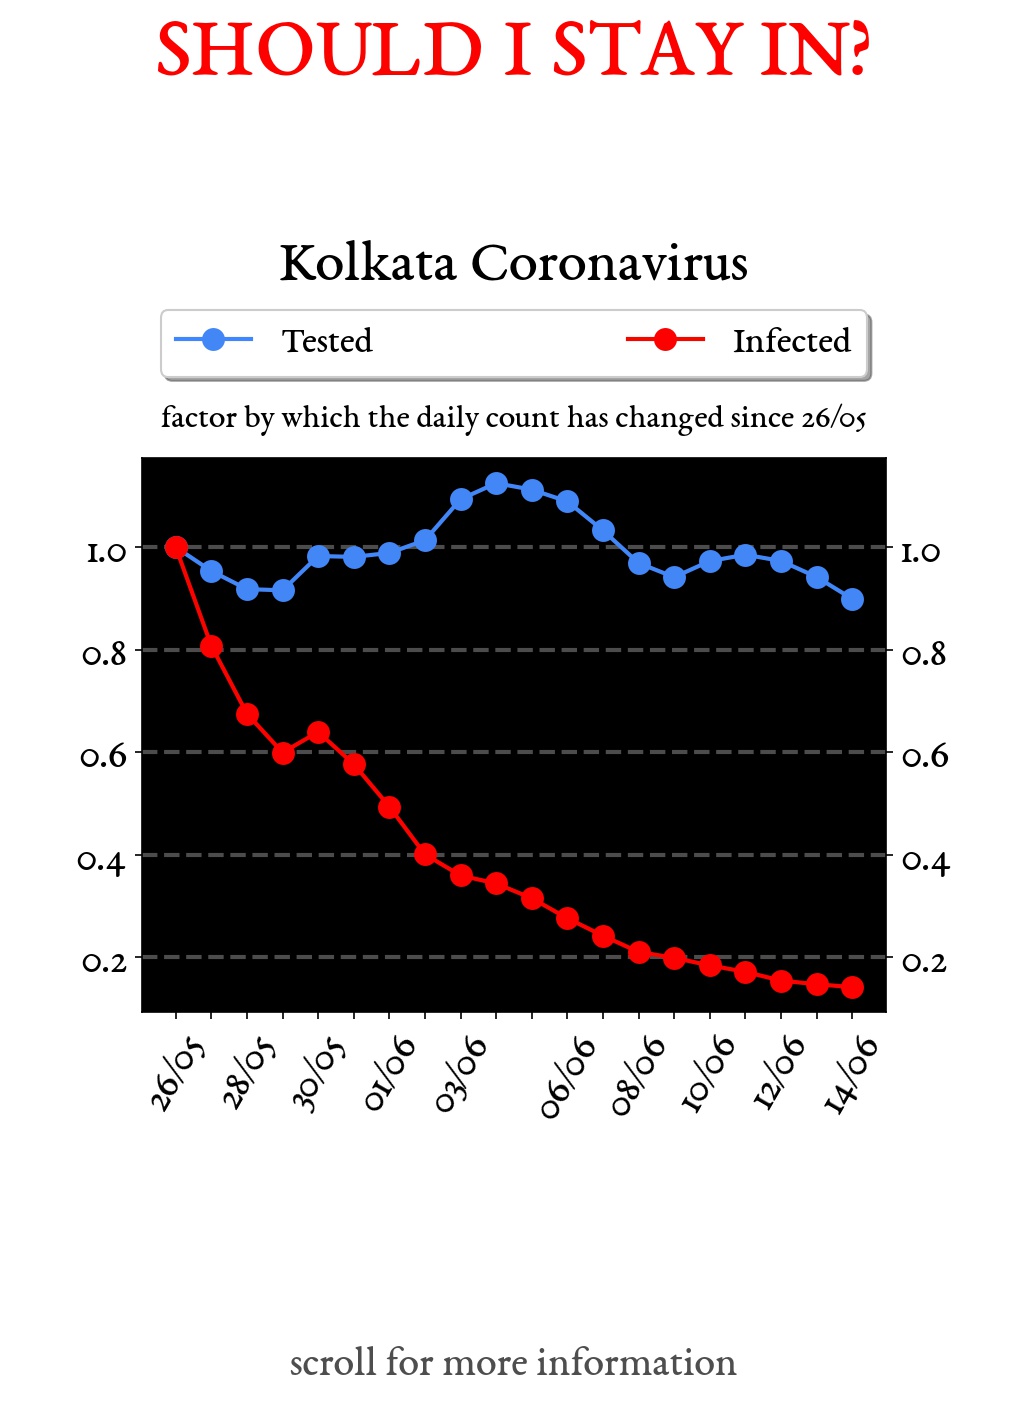 SHOULD I STAY IN?
Kolkata Coronavirus
Tested Infected
factor by which the daily count has changed since 26/05
1.0 1.0
0.8 0.8
0.6 0.6
0.4 0.4
0.2 0.2
26/05 28/05 30/05 01/06 03/06 06/06 08/06 10/06 12/06 14/06
scroll for more information